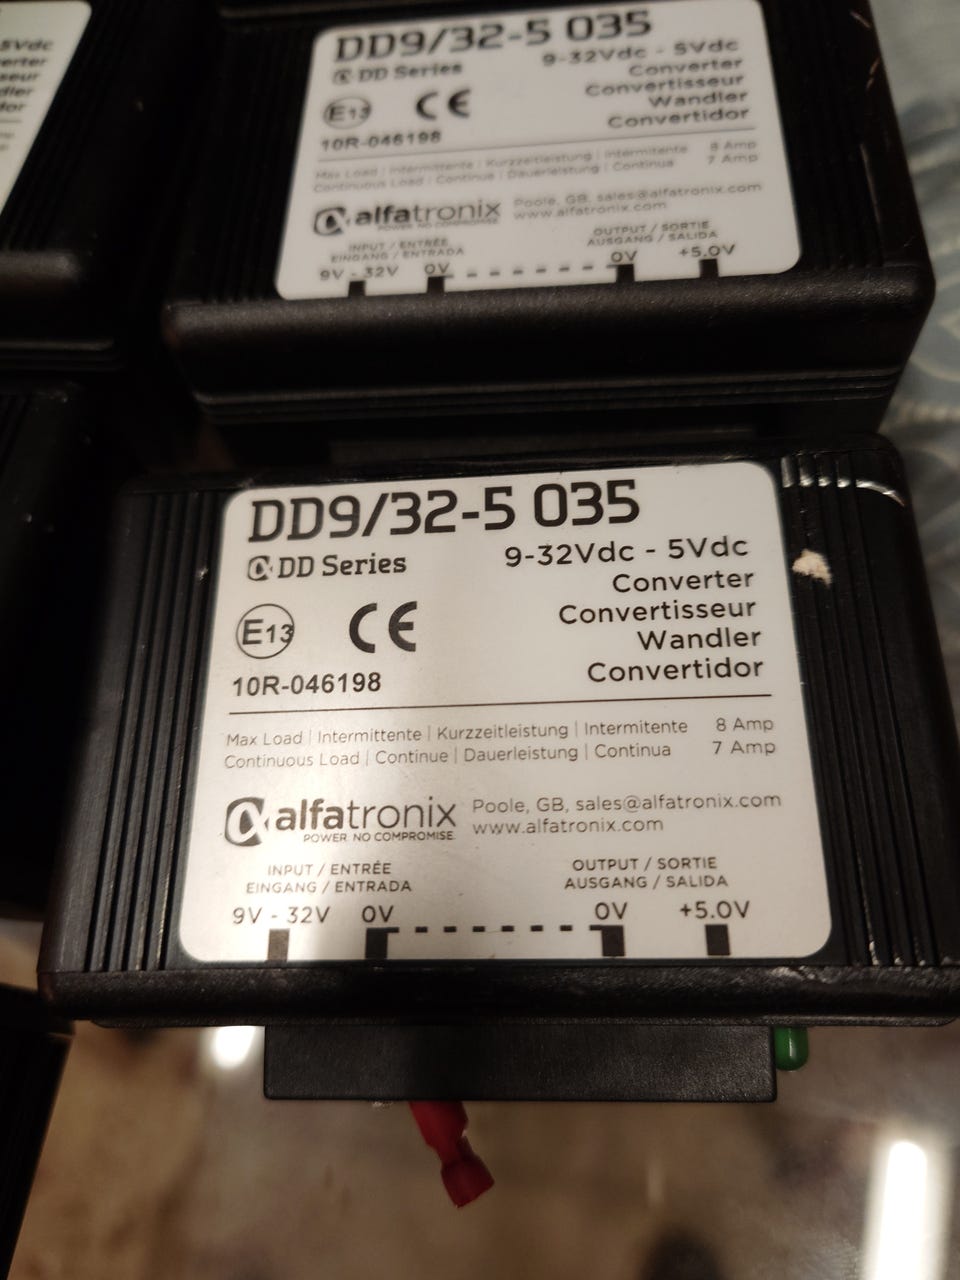 5Vdc
DD9/32-5 035
DD Series
9-32Vdc - 5Vdc
Converter
Convertisseur
Wandler
Convertidor
E13 CE
10R-046198
Max Load | Intermittente | Kurzzeitleistung | Intermitente 8 Amp
Continuous Load | Continue | Dauerleistung | Continua 7 Amp
alfatronix
POWER. NO COMPROMISE.
Poole, GB, sales@alfatronix.com
www.alfatronix.com
INPUT / ENTRÉE
EINGANG / ENTRADA
OUTPUT / SORTIE
AUSGANG / SALIDA
9V - 32V 0V 0V +5.0V
DD9/32-5 035
DD Series
9-32Vdc - 5Vdc
Converter
Convertisseur
Wandler
Convertidor
E13 CE
10R-046198
Max Load | Intermittente | Kurzzeitleistung | Intermitente 8 Amp
Continuous Load | Continue | Dauerleistung | Continua 7 Amp
alfatronix
POWER. NO COMPROMISE.
Poole, GB, sales@alfatronix.com
www.alfatronix.com
INPUT / ENTRÉE
EINGANG / ENTRADA
OUTPUT / SORTIE
AUSGANG / SALIDA
9V - 32V 0V 0V +5.0V